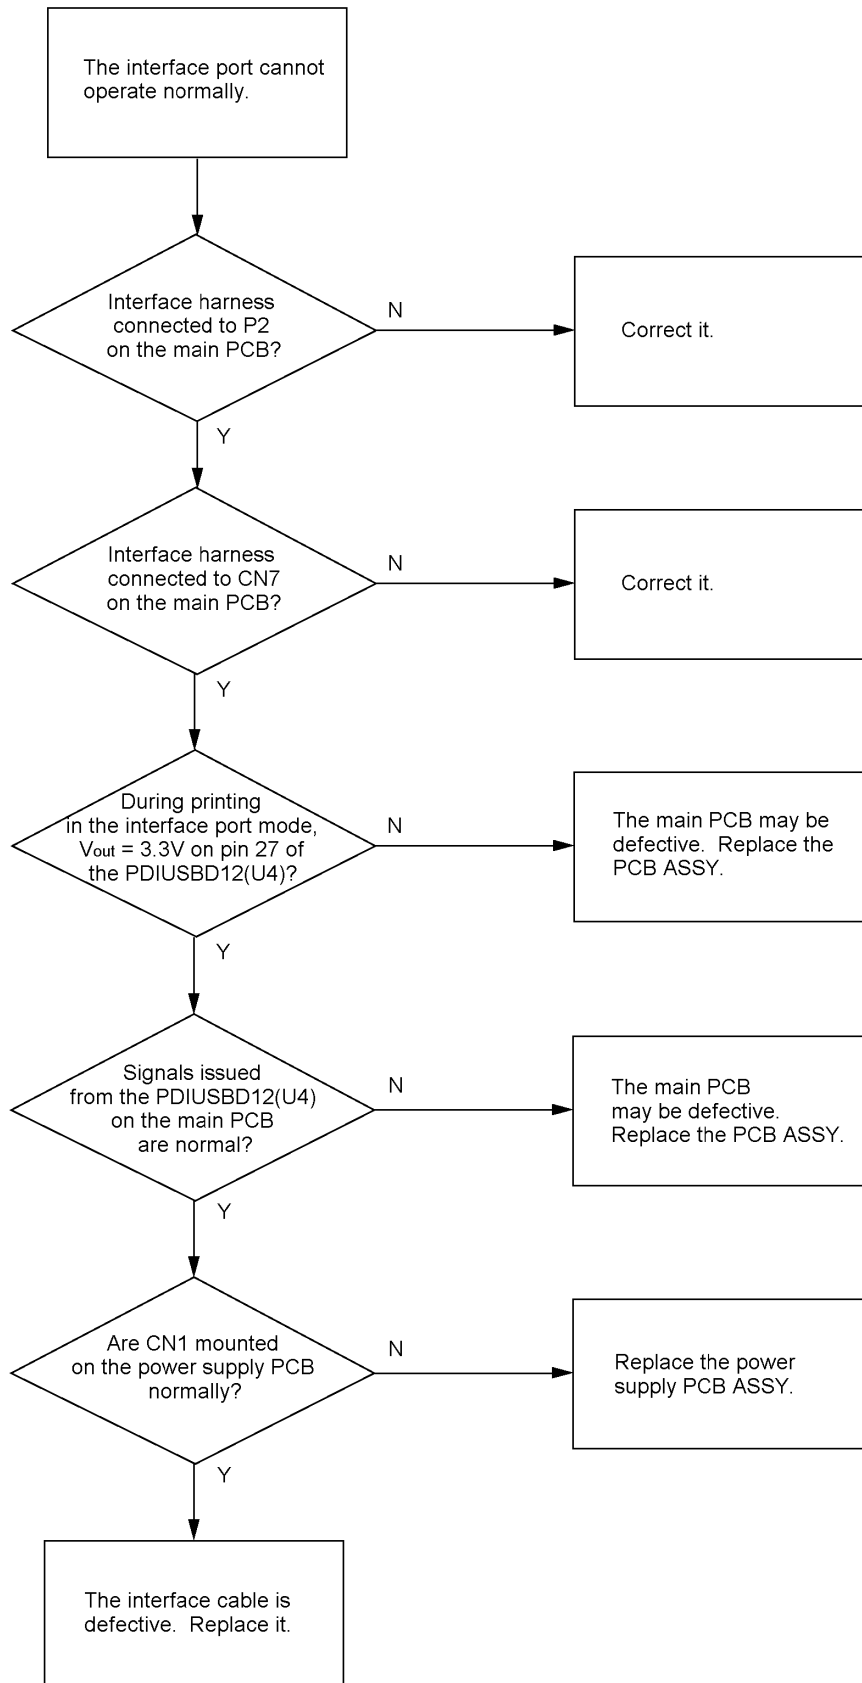 The interface port cannot
operate normally.
Interface harness
connected to P2
on the main PCB?
N
Correct it.
Y
Interface harness
connected to CN7
on the main PCB?
N
Correct it.
Y
During printing
in the interface port mode,
Vout = 3.3V on pin 27 of
the PDIUSBD12(U4)?
N
The main PCB may be
defective.  Replace the
PCB ASSY.
Y
Signals issued
from the PDIUSBD12(U4)
on the main PCB
are normal?
N
The main PCB
may be defective.
Replace the PCB ASSY.
Y
Are CN1 mounted
on the power supply PCB
normally?
N
Replace the power
supply PCB ASSY.
Y
The interface cable is
defective.  Replace it.